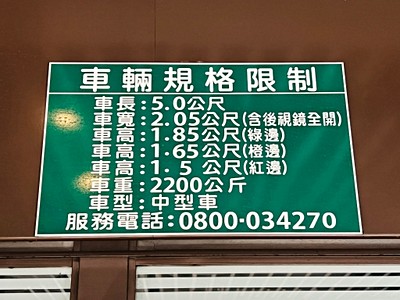 車輛規格限制
車長:5.0公尺
車寬:2.05公尺(含後視鏡全開)
車高:1.85公尺(綠邊)
車高:1.65公尺(橙邊)
車高:1.5 公尺(紅邊)
車重:2200公斤
車型:中型車
服務電話:0800-034270